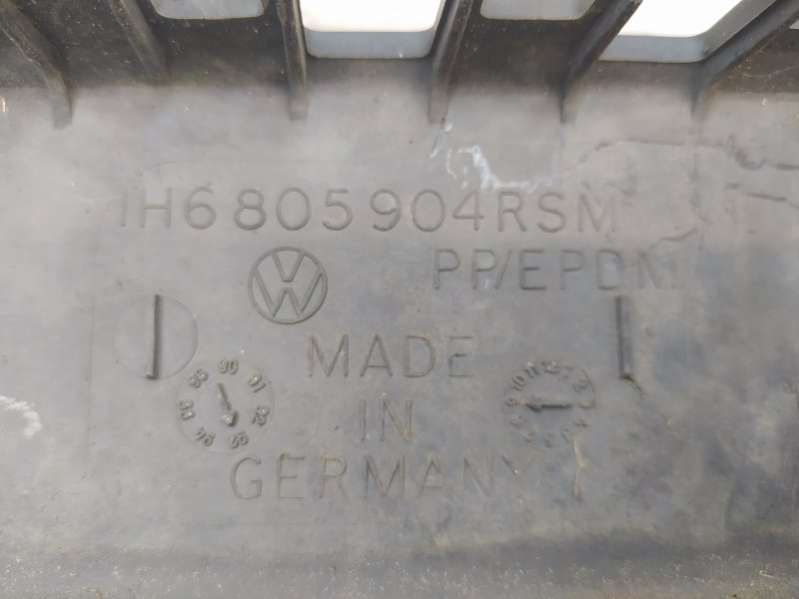 1H6 805 904 RSM
PP/EPDM
MADE
IN
GERMANY